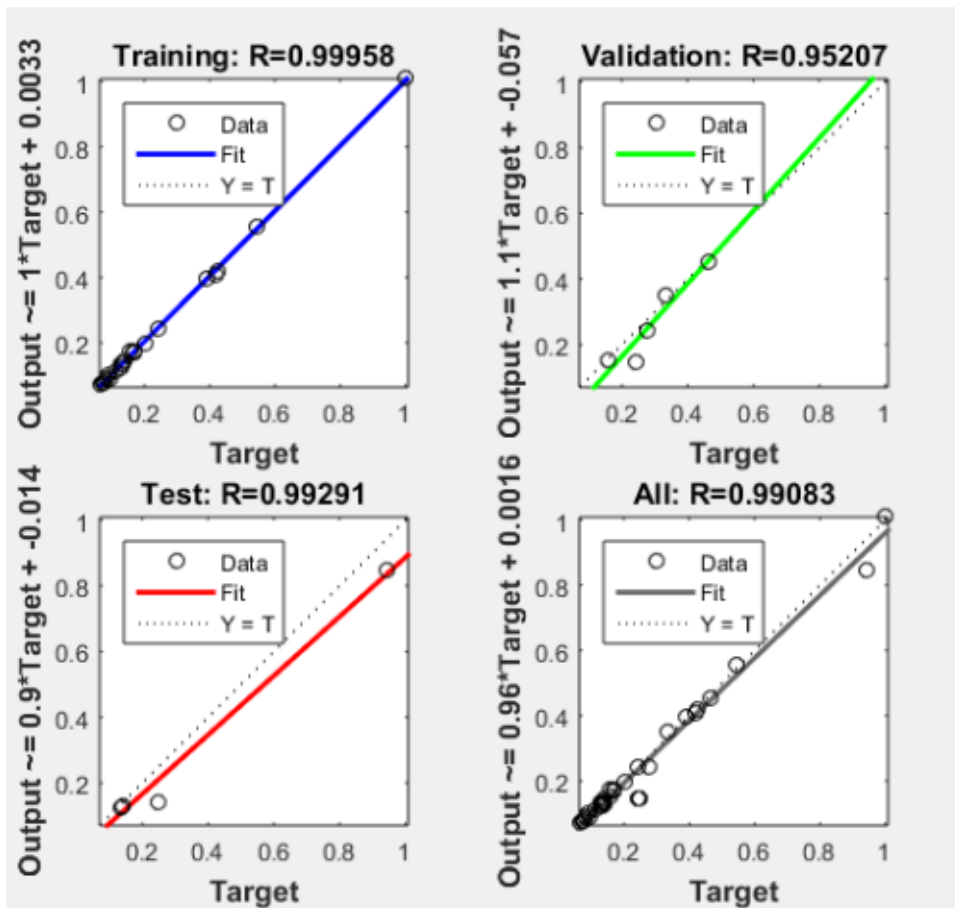 Training: R=0.99958
Output ~= 1*Target + 0.0033
1
0.8
0.6
0.4
0.2
Data
Fit
Y = T
0.2 0.4 0.6 0.8 1
Target
Validation: R=0.95207
Output ~= 1.1*Target + -0.057
1
0.8
0.6
0.4
0.2
Data
Fit
Y = T
0.2 0.4 0.6 0.8 1
Target
Test: R=0.99291
Output ~= 0.9*Target + -0.014
1
0.8
0.6
0.4
0.2
Data
Fit
Y = T
0.2 0.4 0.6 0.8 1
Target
All: R=0.99083
Output ~= 0.96*Target + 0.0016
1
0.8
0.6
0.4
0.2
Data
Fit
Y = T
0.2 0.4 0.6 0.8 1
Target